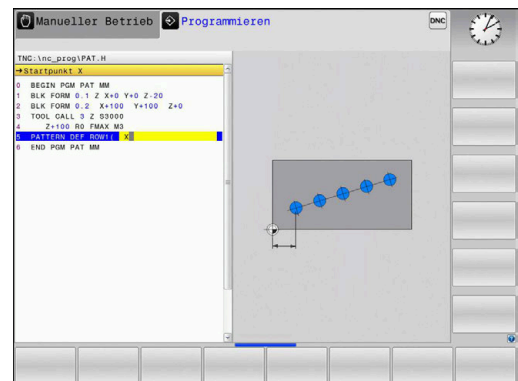 Manueller Betrieb
Programmieren
DNC
TNC:\nc_prog\PAT.H
→Startpunkt X
0 BEGIN PGM PAT MM
1 BLK FORM 0.1 Z X+0 Y+0 Z-20
2 BLK FORM 0.2 X+100 Y+100 Z+0
3 TOOL CALL 3 Z S3000
4 Z+100 R0 FMAX M3
5 PATTERN DEF ROW1( X
6 END PGM PAT MM